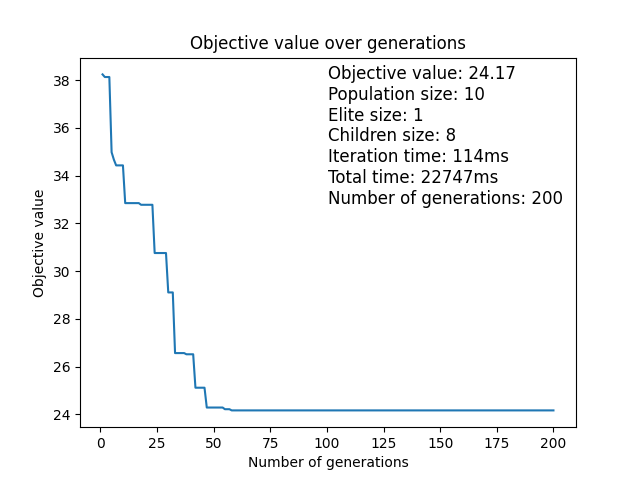 Objective value over generations
Objective value: 24.17
Population size: 10
Elite size: 1
Children size: 8
Iteration time: 114ms
Total time: 22747ms
Number of generations: 200
Objective value
38
36
34
32
30
28
26
24
0 25 50 75 100 125 150 175 200
Number of generations